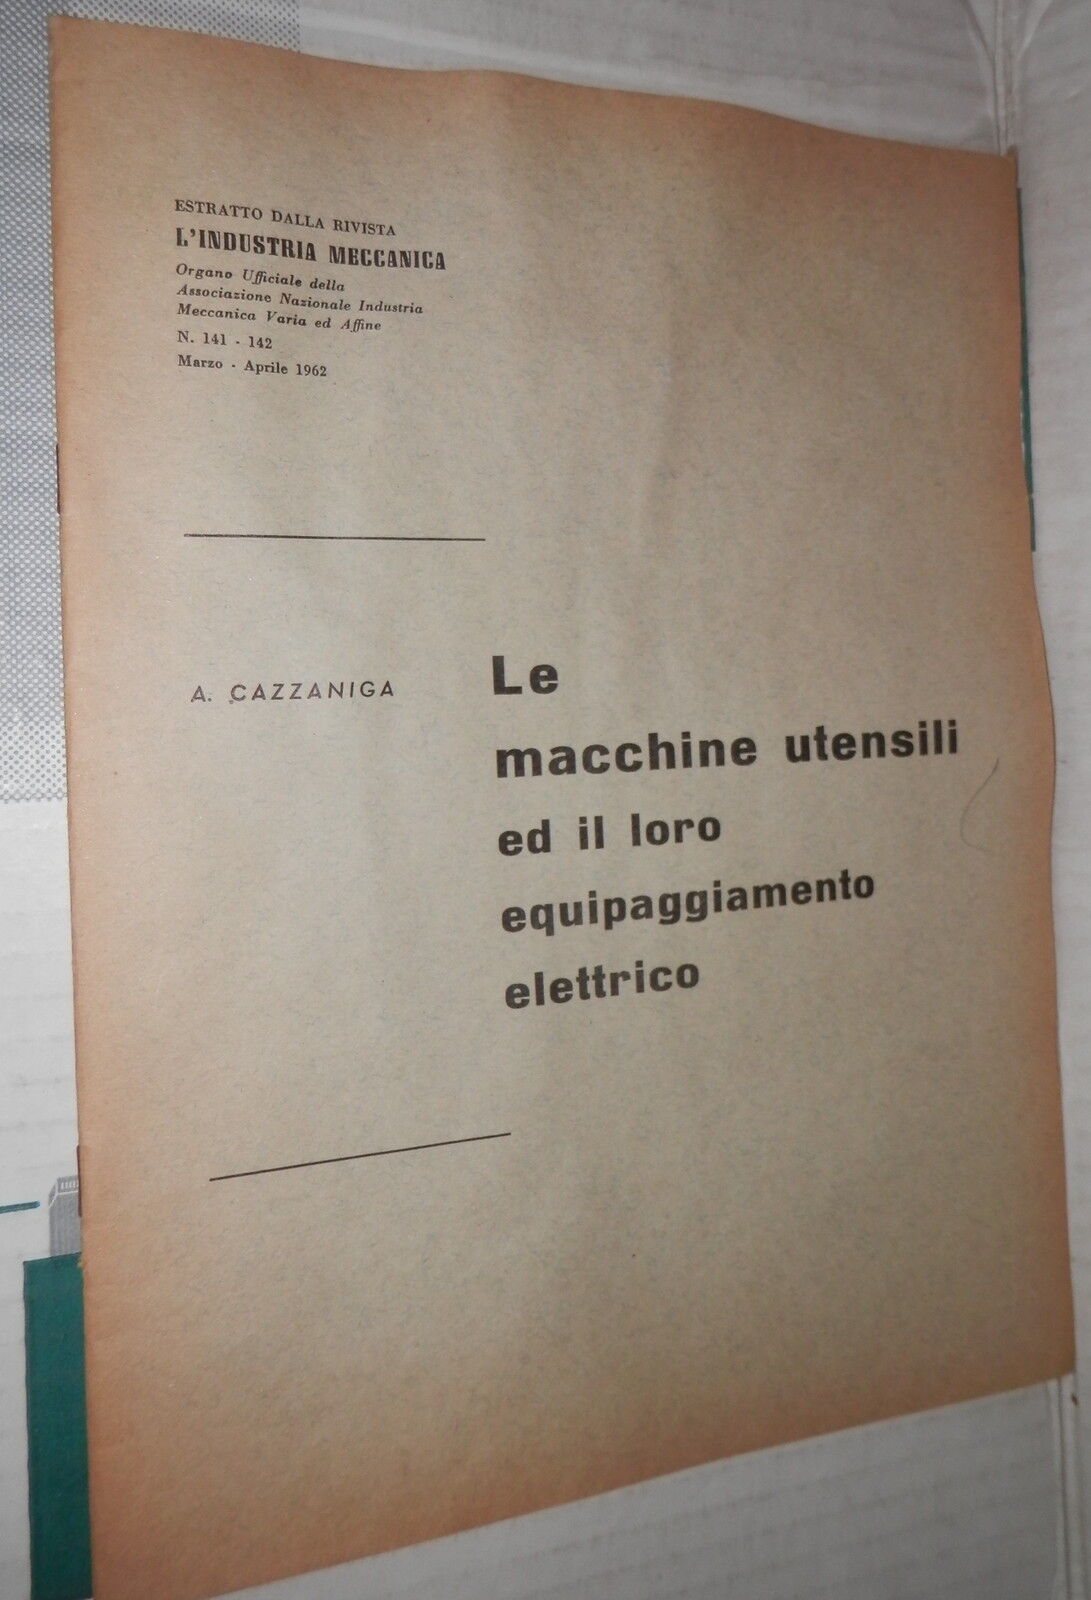 ESTRATTO DALLA RIVISTA
L'INDUSTRIA MECCANICA
Organo Ufficiale della
Associazione Nazionale Industria
Meccanica Varia ed Affine
N. 141 - 142
Marzo - Aprile 1962
A. CAZZANIGA
Le
macchine utensili
ed il loro
equipaggiamento
elettrico